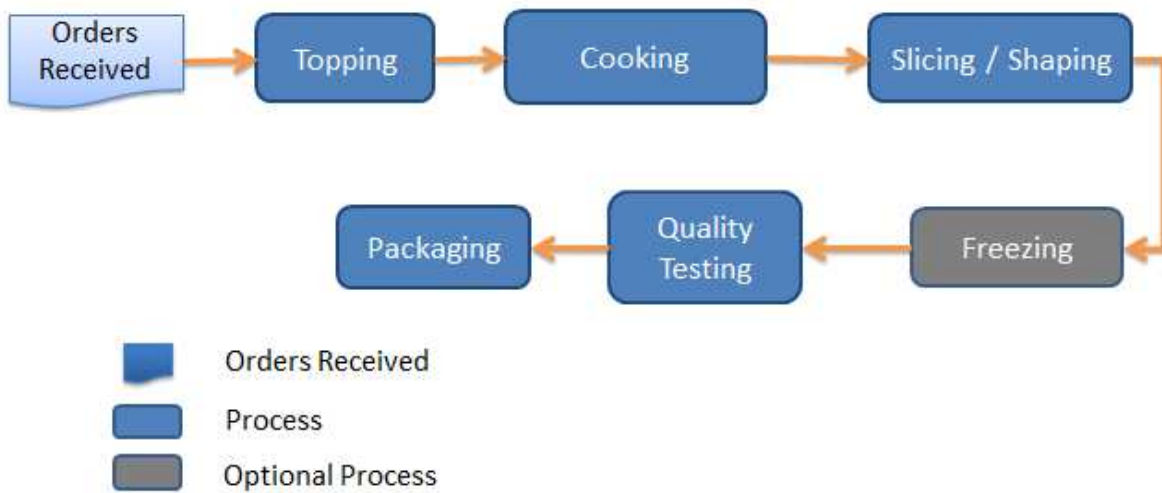 Orders
Received
Topping
Cooking
Slicing / Shaping
Packaging
Quality
Testing
Freezing
Orders Received
Process
Optional Process